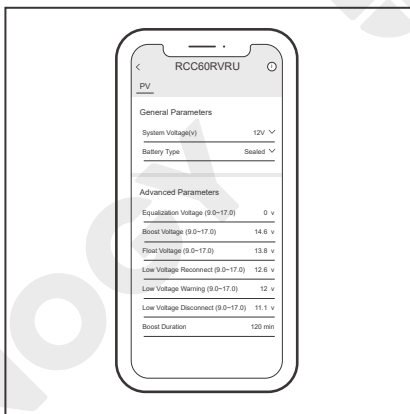 RCC60RVRU
PV
General Parameters
System Voltage(v) 12V
Battery Type Sealed
Advanced Parameters
Equalization Voltage (9.0~17.0) 0 v
Boost Voltage (9.0~17.0) 14.6 v
Float Voltage (9.0~17.0) 13.8 v
Low Voltage Reconnect (9.0~17.0) 12.6 v
Low Voltage Warning (9.0~17.0) 12 v
Low Voltage Disconnect (9.0~17.0) 11.1 v
Boost Duration 120 min